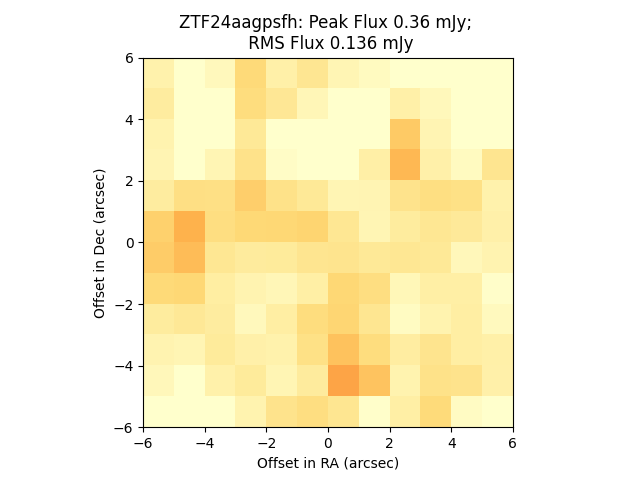 ZTF24aagpsfh: Peak Flux 0.36 mJy;
RMS Flux 0.136 mJy
6
4
2
0
−2
−4
−6
Offset in Dec (arcsec)
−6 −4 −2 0 2 4 6
Offset in RA (arcsec)